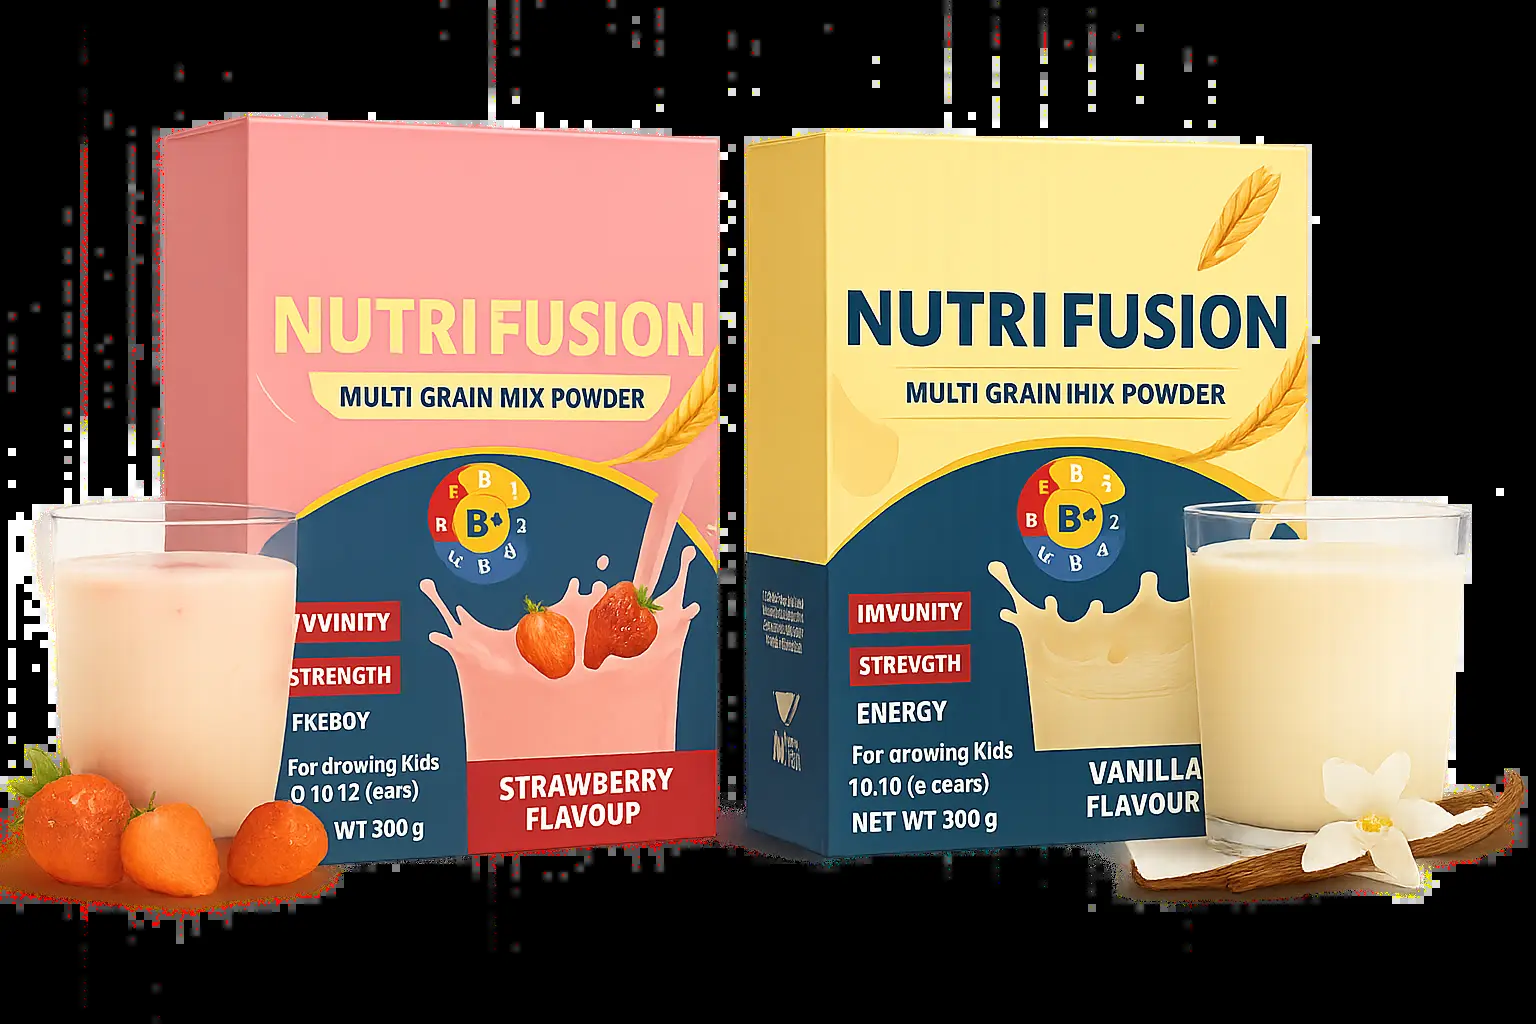 NUTRI FUSION
MULTI GRAIN MIX POWDER
E B !
R B 2
B
VVINITY
STRENGTH
FKEBOY
For drowing Kids
O 10 12 (ears)
WT 300 g
STRAWBERRY
FLAVOUP
NUTRI FUSION
MULTI GRAIN IHIX POWDER
E B
B B 2
B A
IMVUNITY
STREVGTH
ENERGY
For arowing Kids
10.10 (e cears)
NET WT 300 g
VANILLA
FLAVOUR